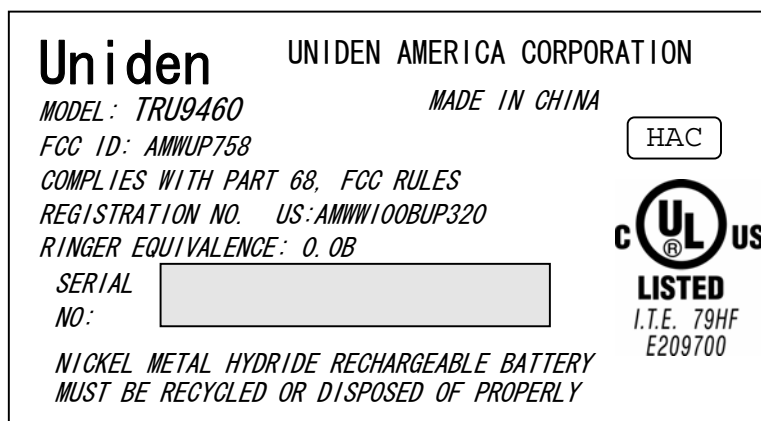 Uniden UNIDEN AMERICA CORPORATION
MODEL: TRU9460 MADE IN CHINA
FCC ID: AMWUP758
HAC
COMPLIES WITH PART 68, FCC RULES
REGISTRATION NO. US:AMWWI00BUP320
RINGER EQUIVALENCE: 0.0B
C UL US
®
LISTED
SERIAL
NO:
I.T.E. 79HF
E209700
NICKEL METAL HYDRIDE RECHARGEABLE BATTERY
MUST BE RECYCLED OR DISPOSED OF PROPERLY